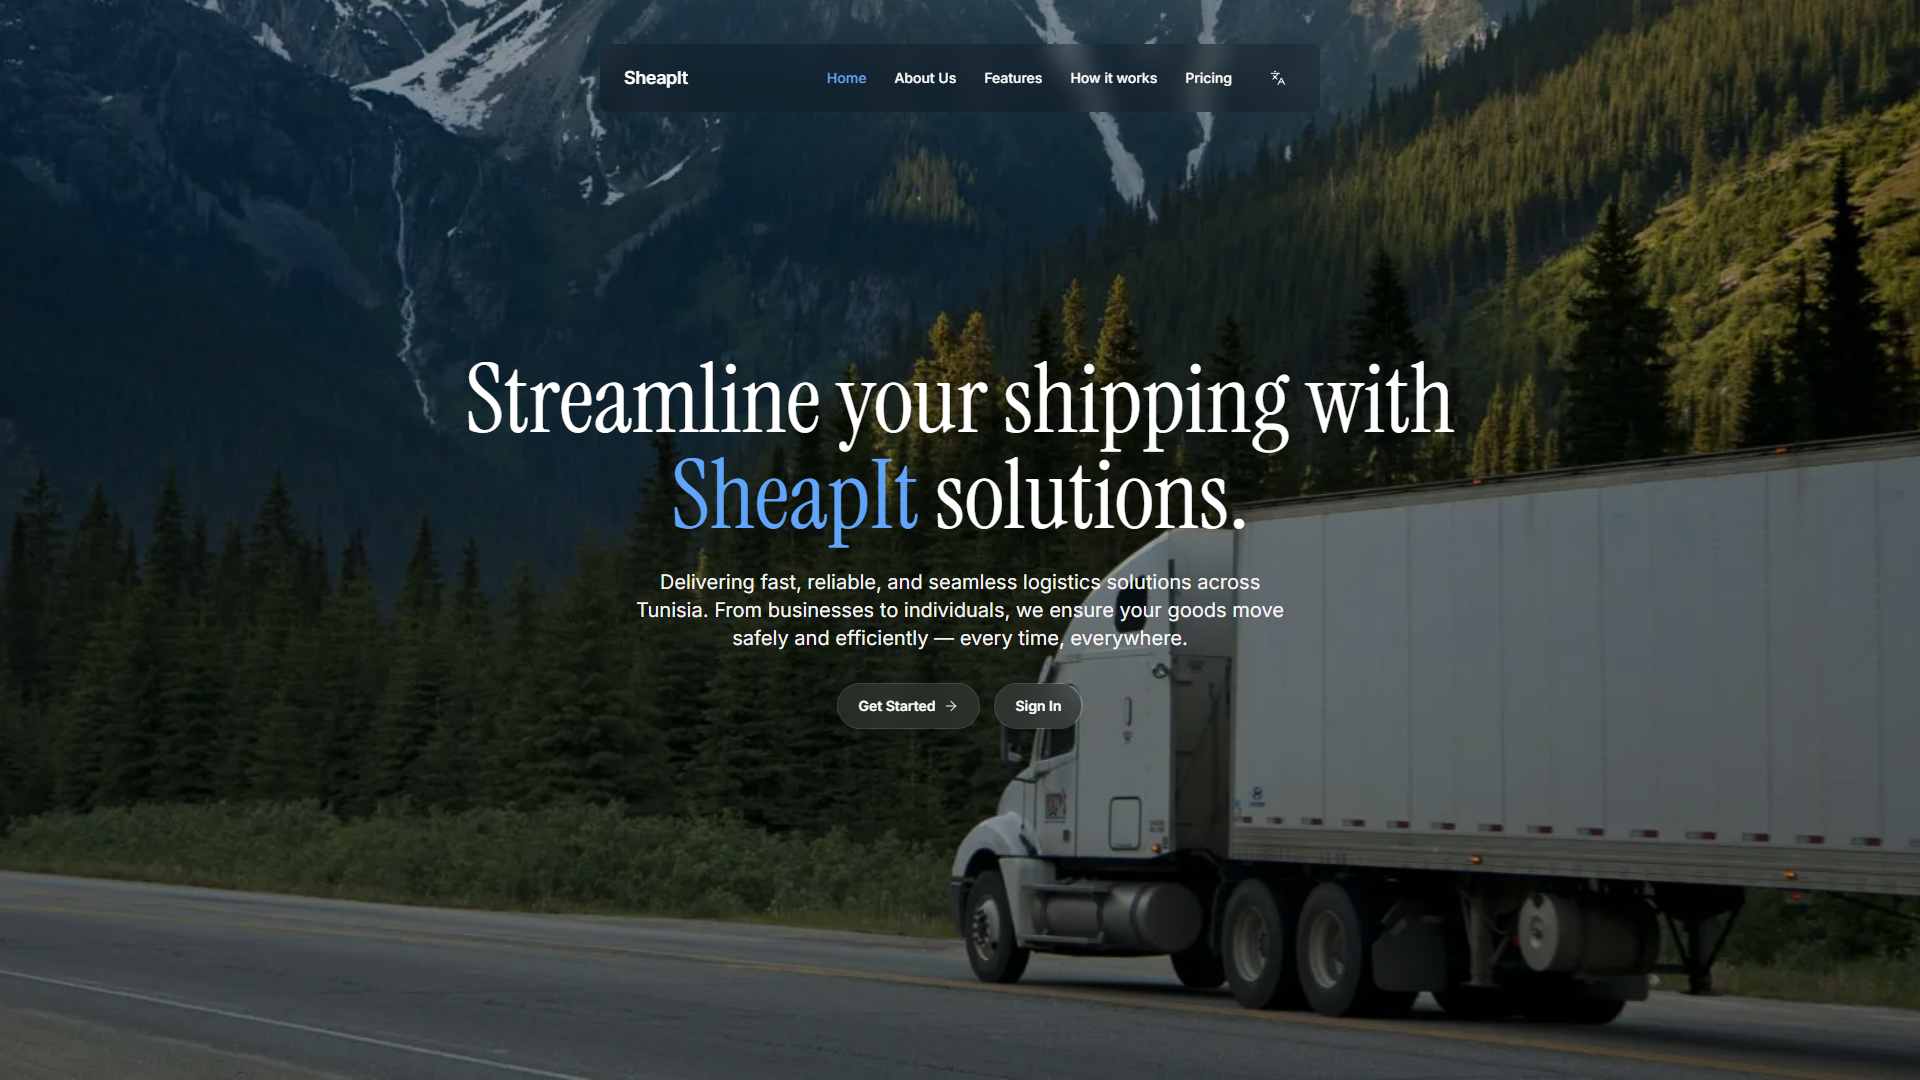 SheapIt
Home
About Us
Features
How it works
Pricing
Streamline your shipping with
SheapIt solutions.
Delivering fast, reliable, and seamless logistics solutions across
Tunisia. From businesses to individuals, we ensure your goods move
safely and efficiently — every time, everywhere.
Get Started →
Sign In